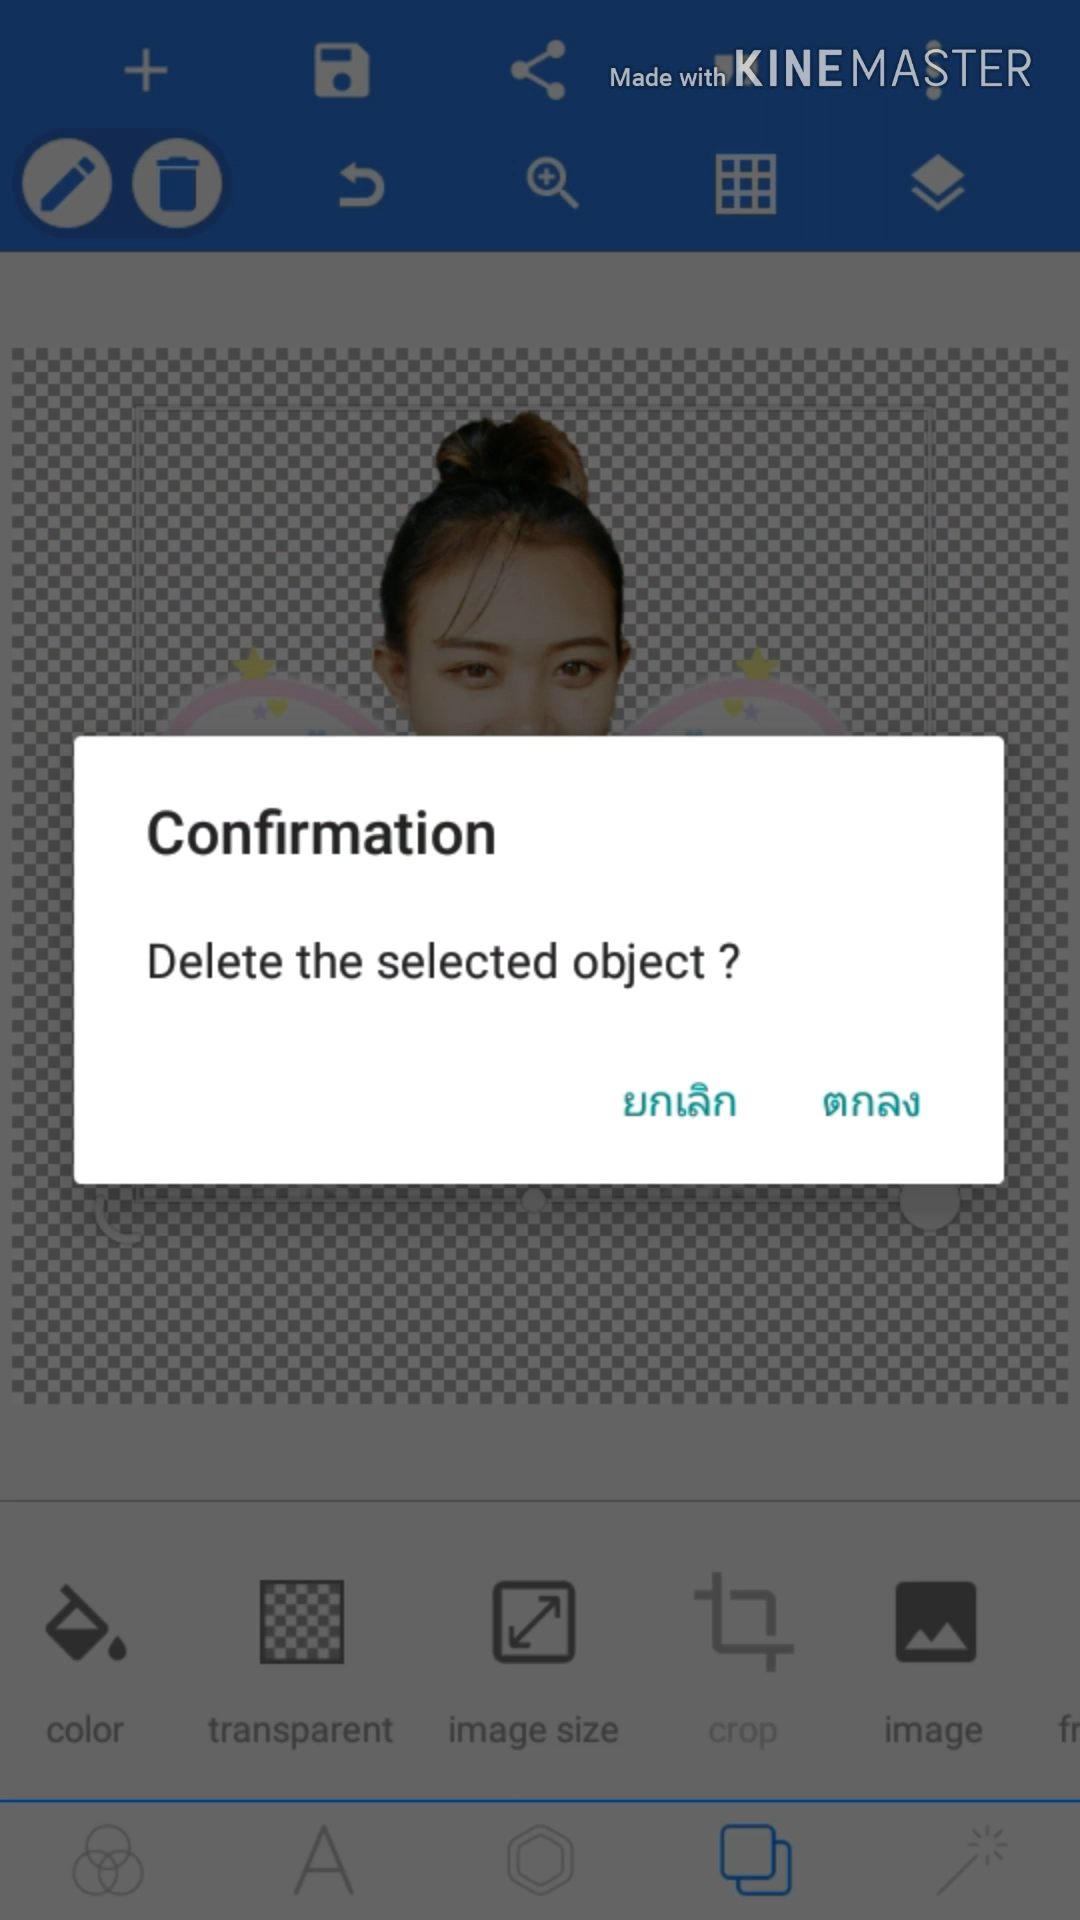 Made with KINEMASTER
Confirmation
Delete the selected object ?
ยกเลิก ตกลง
color transparent image size crop image fr
A